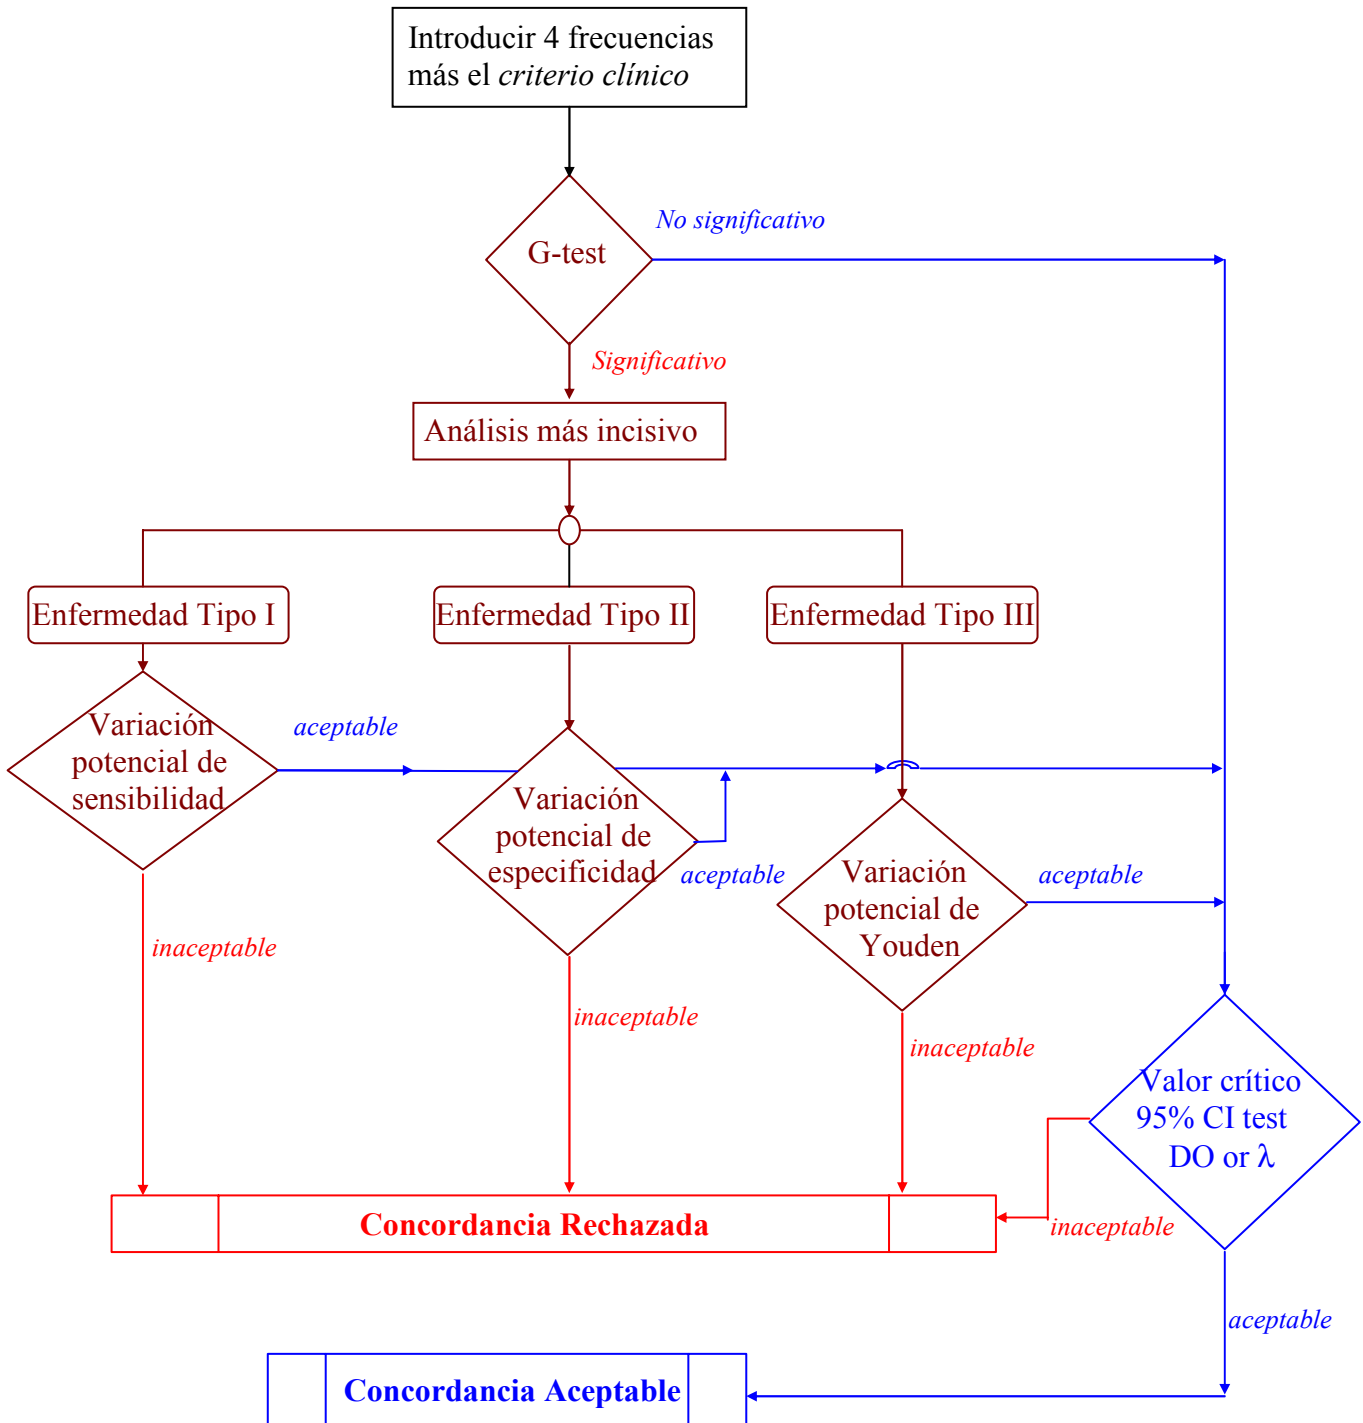 Introducir 4 frecuencias
más el criterio clínico
No significativo
G-test
Significativo
Análisis más incisivo
Enfermedad Tipo I
Enfermedad Tipo II
Enfermedad Tipo III
Variación
potencial de
sensibilidad
aceptable
Variación
potencial de
especificidad
aceptable
Variación
potencial de
Youden
aceptable
inaceptable
inaceptable
inaceptable
Valor crítico
95% CI test
DO or λ
Concordancia Rechazada
inaceptable
aceptable
Concordancia Aceptable